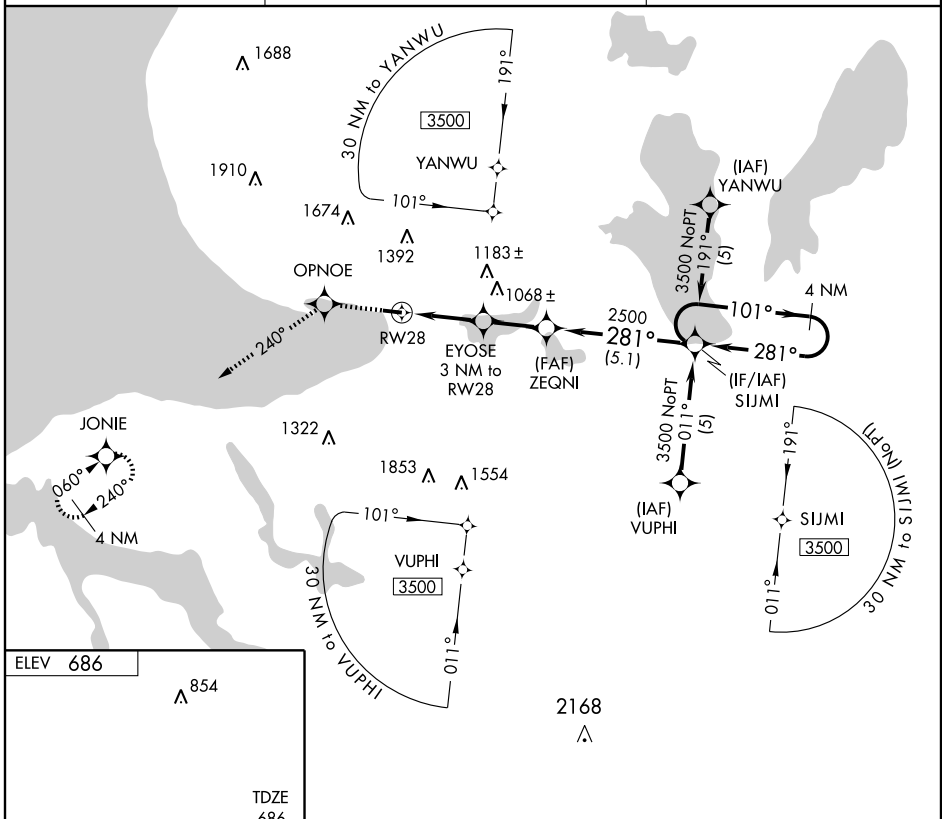 1688
30 NM to YANWU
191°
3500
YANWU
101°
1910
1674
1392
(IAF)
YANWU
3500 NoPT
191°
(5)
1183 ±
1068 ±
OPNOE
240°
RW28
EYOSE
3 NM to
RW28
(FAF)
ZEQNI
2500
281°
(5.1)
101°
4 NM
281°
(IF/IAF)
SIJMI
3500 NoPT
011°
(5)
(IAF)
VUPHI
JONIE
060°
240°
4 NM
1322
1853
1554
101°
VUPHI
3500
011°
30 NM to VUPHI
191°
SIJMI
3500
011°
30 NM to SIJMI (NoPT)
2168
ELEV 686
854
TDZE
686